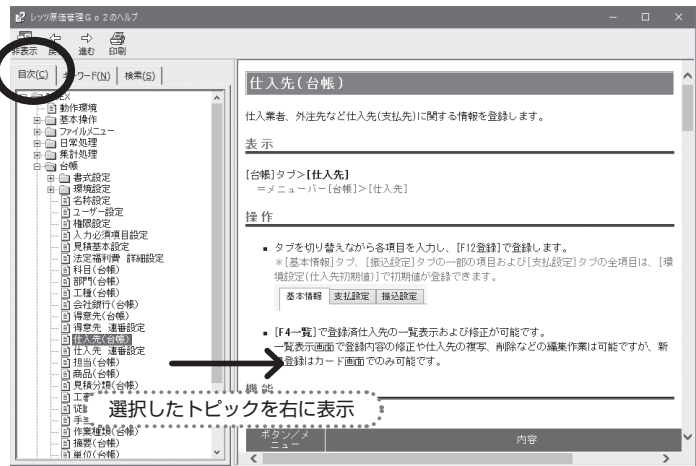 レッツ原価管理Ｇｏ２のヘルプ
非表示 戻る 進む 印刷
目次(C) キーワード(N) 検索(S)
動作環境
基本操作
ファイルメニュー
日常処理
集計処理
台帳
書式設定
環境設定
名称設定
ユーザー設定
権限設定
入力必須項目設定
見積基本設定
法定福利費 詳細設定
科目(台帳)
部門(台帳)
工種(台帳)
会社銀行(台帳)
得意先(台帳)
得意先 連番設定
仕入先(台帳)
仕入先 連番設定
担当(台帳)
商品(台帳)
見積分類(台帳)
作業種類(台帳)
摘要(台帳)
単位(台帳)
仕入先(台帳)
仕入業者、外注先など仕入先(支払先)に関する情報を登録します。
表示
[台帳]タブ>[仕入先]
＝メニューバー[台帳]>[仕入先]
操作
▪ タブを切り替えながら各項目を入力し、[F12登録]で登録します。
＊[基本情報]タブ、[振込設定]タブの一部の項目および[支払設定]タブの全項目は、[環
境設定(仕入先初期値)]で初期値が登録できます。
基本情報 支払設定 振込設定
▪ [F4一覧]で登録済仕入先の一覧表示および修正が可能です。
一覧表示画面で登録内容の修正や仕入先の複写、削除などの編集作業は可能ですが、新
登録はカード画面でのみ可能です。
機能
選択したトピックを右に表示
ボタン／メニュー 内容